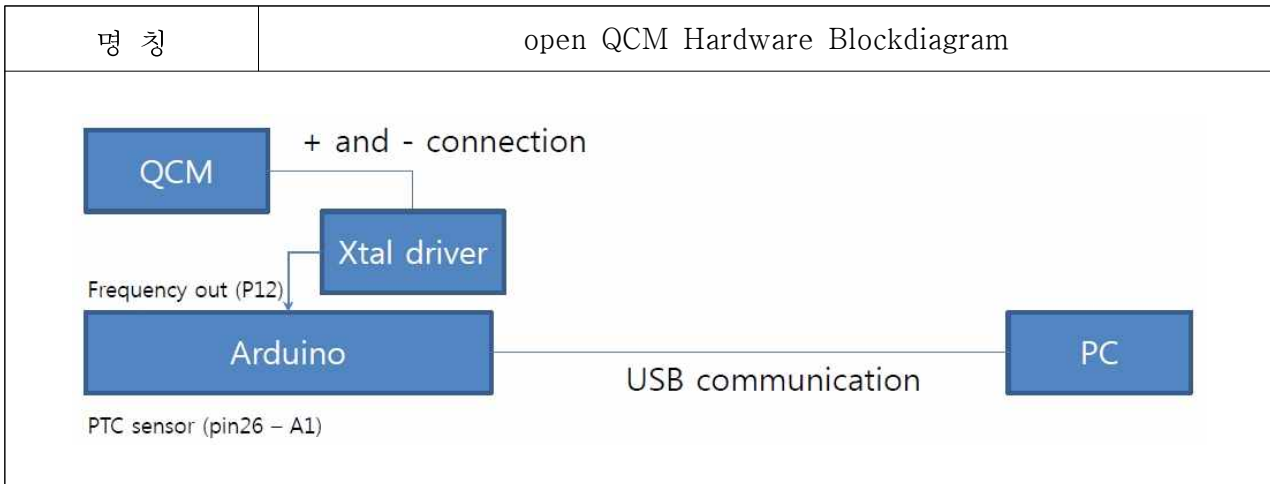 명 칭
open QCM Hardware Blockdiagram
QCM
+ and - connection
Xtal driver
Frequency out (P12)
Arduino
USB communication
PC
PTC sensor (pin26 – A1)